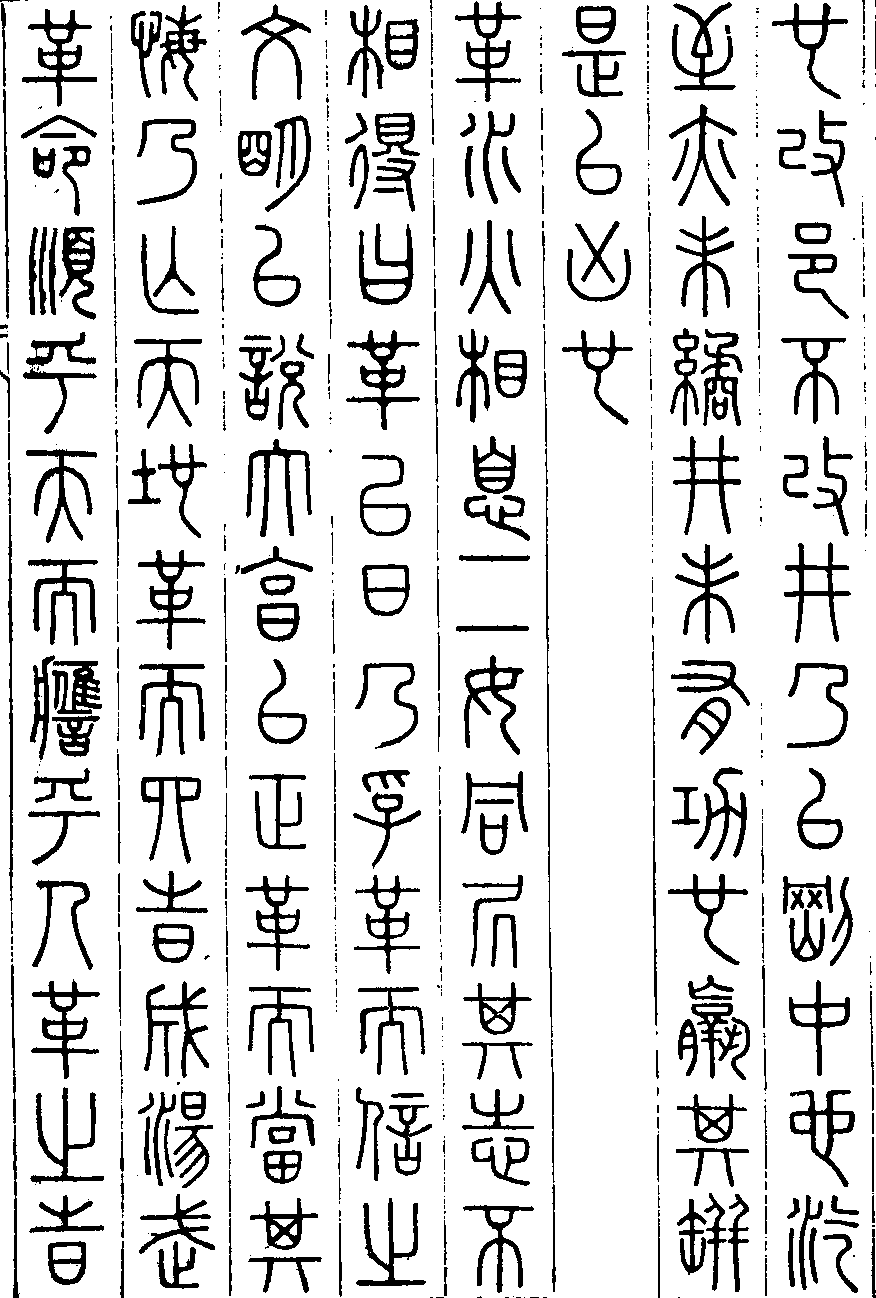 也改邑不改井乃以剛中也汔
至亦未繘井未有功也羸其缾
是以凶也
革水火相息二女同居其志不
相得曰革己日乃孚革而信之
文明以說大亨以正革而當其
悔乃亡天地革而四時成湯武
革命順乎天而應乎人革之時